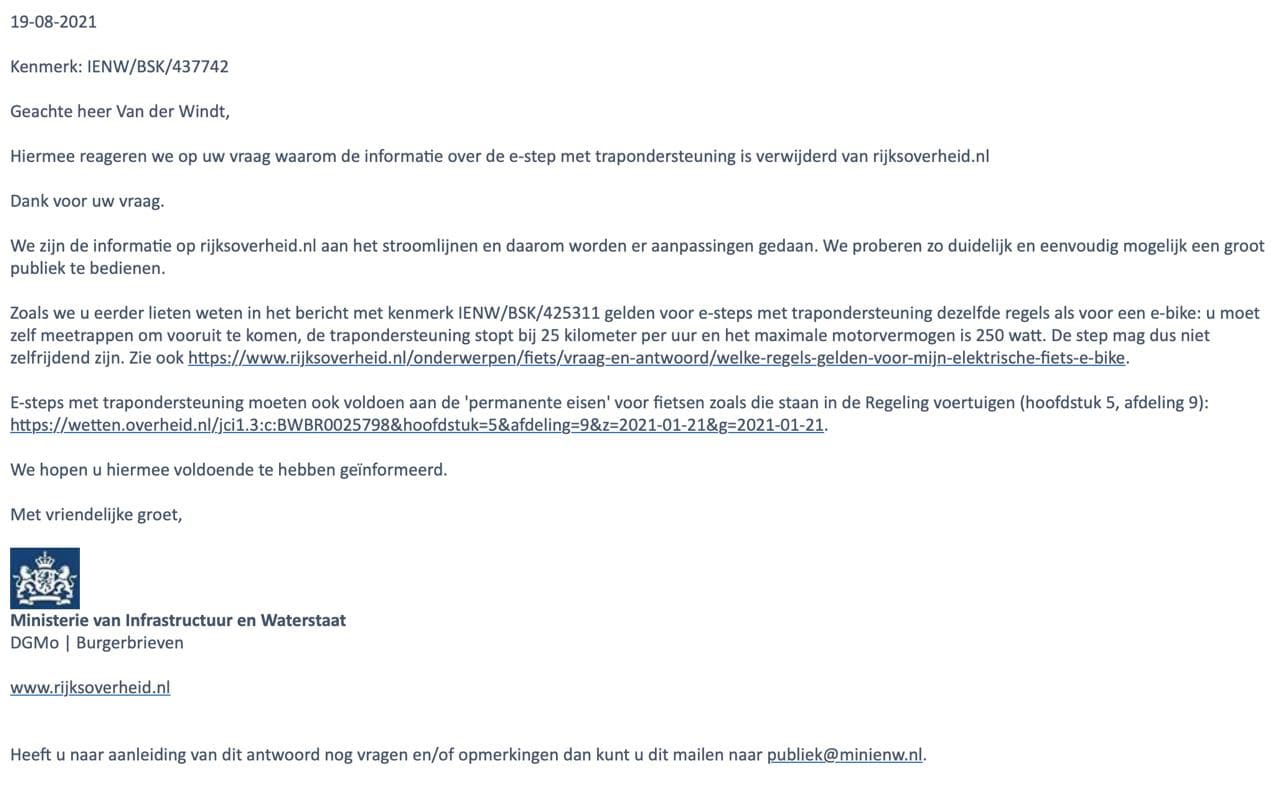 19-08-2021
Kenmerk: IENW/BSK/437742
Geachte heer Van der Windt,
Hiermee reageren we op uw vraag waarom de informatie over de e-step met trapondersteuning is verwijderd van rijksoverheid.nl
Dank voor uw vraag.
We zijn de informatie op rijksoverheid.nl aan het stroomlijnen en daarom worden er aanpassingen gedaan. We proberen zo duidelijk en eenvoudig mogelijk een groot
publiek te bedienen.
Zoals we u eerder lieten weten in het bericht met kenmerk IENW/BSK/425311 gelden voor e-steps met trapondersteuning dezelfde regels als voor een e-bike: u moet
zelf meetrappen om vooruit te komen, de trapondersteuning stopt bij 25 kilometer per uur en het maximale motorvermogen is 250 watt. De step mag dus niet
zelfrijdend zijn. Zie ook https://www.rijksoverheid.nl/onderwerpen/fiets/vraag-en-antwoord/welke-regels-gelden-voor-mijn-elektrische-fiets-e-bike.
E-steps met trapondersteuning moeten ook voldoen aan de 'permanente eisen' voor fietsen zoals die staan in de Regeling voertuigen (hoofdstuk 5, afdeling 9):
https://wetten.overheid.nl/jci1.3:c:BWBR0025798&hoofdstuk=5&afdeling=9&z=2021-01-21&g=2021-01-21.
We hopen u hiermee voldoende te hebben geïnformeerd.
Met vriendelijke groet,
Ministerie van Infrastructuur en Waterstaat
DGMo | Burgerbrieven
www.rijksoverheid.nl
Heeft u naar aanleiding van dit antwoord nog vragen en/of opmerkingen dan kunt u dit mailen naar publiek@minienw.nl.